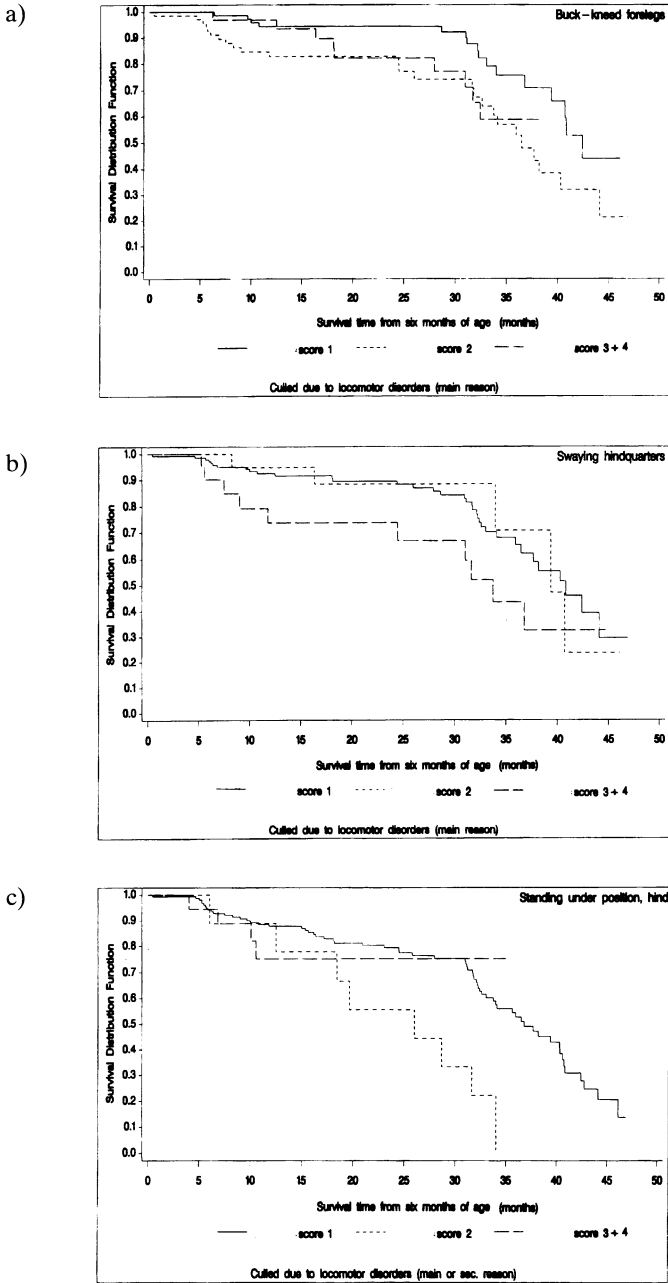 a)
Buck–kneed forelegs
Survival Distribution Function
1.0
0.9
0.8
0.7
0.6
0.5
0.4
0.3
0.2
0.1
0.0
0 5 10 15 20 25 30 35 40 45 50
Survival time from six months of age (months)
score 1 score 2 score 3 + 4
Culled due to locomotor disorders (main reason)
b)
Swaying hindquarters
Survival Distribution Function
1.0
0.9
0.8
0.7
0.6
0.5
0.4
0.3
0.2
0.1
0.0
0 5 10 15 20 25 30 35 40 45 50
Survival time from six months of age (months)
score 1 score 2 score 3 + 4
Culled due to locomotor disorders (main reason)
c)
Standing under position, hind
Survival Distribution Function
1.0
0.9
0.8
0.7
0.6
0.5
0.4
0.3
0.2
0.1
0.0
0 5 10 15 20 25 30 35 40 45 50
Survival time from six months of age (months)
score 1 score 2 score 3 + 4
Culled due to locomotor disorders (main or sec. reason)